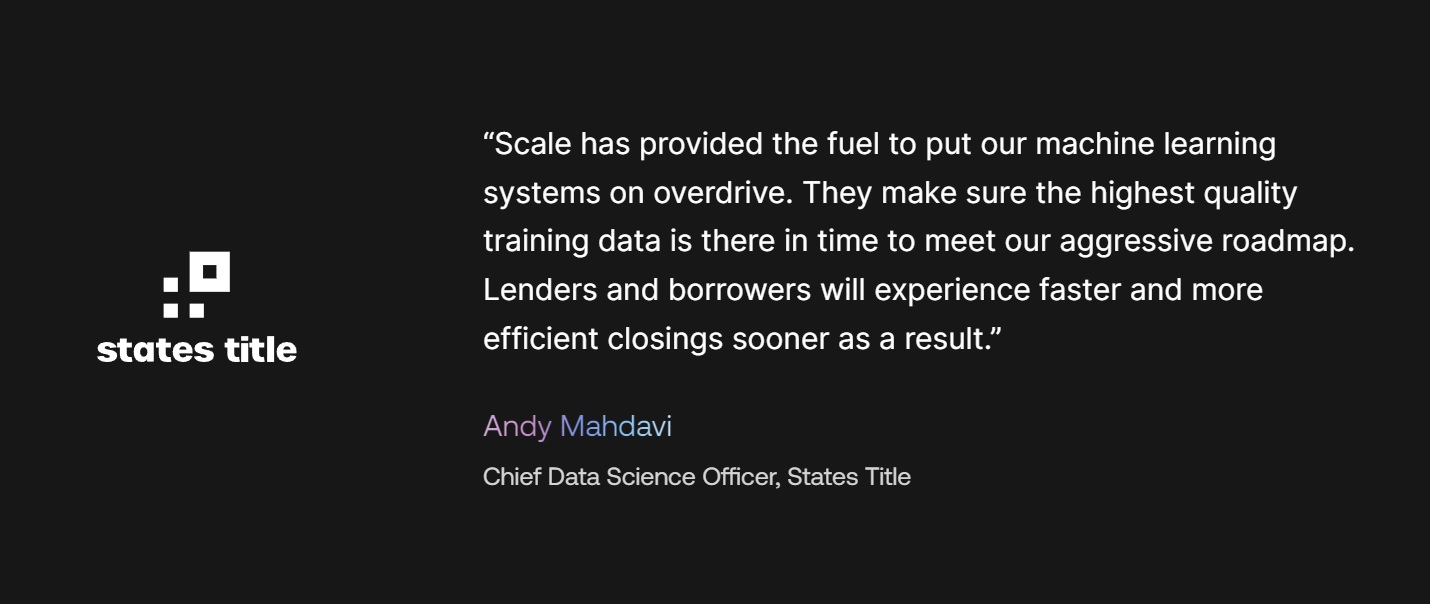 states title
“Scale has provided the fuel to put our machine learning
systems on overdrive. They make sure the highest quality
training data is there in time to meet our aggressive roadmap.
Lenders and borrowers will experience faster and more
efficient closings sooner as a result.”
Andy Mahdavi
Chief Data Science Officer, States Title